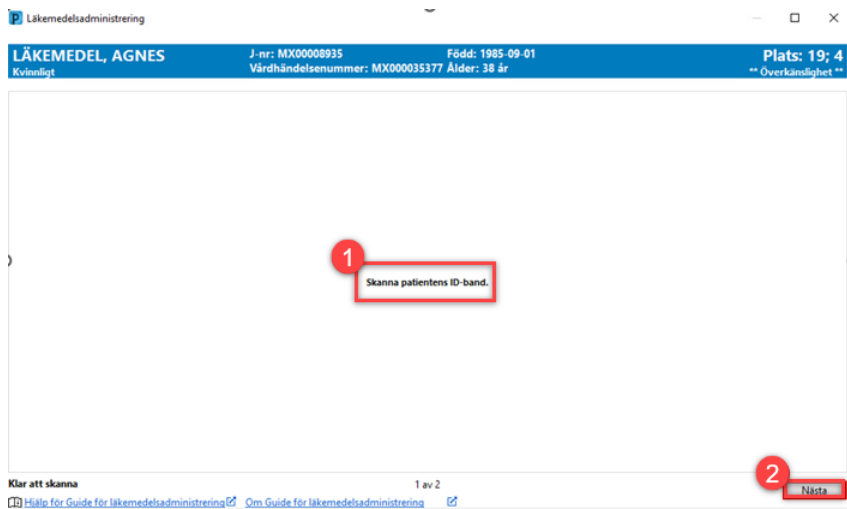 P Läkemedelsadministrering
LÄKEMEDEL, AGNES J-nr: MX00008935 Född: 1985-09-01 Plats: 19; 4
Kvinnligt Vårdhändelsenummer: MX000035377 Ålder: 38 år ** Överkänslighet **
1
Skanna patientens ID-band.
2
Klar att skanna 1 av 2 Nästa
Hjälp för Guide för läkemedelsadministrering Om Guide för läkemedelsadministrering